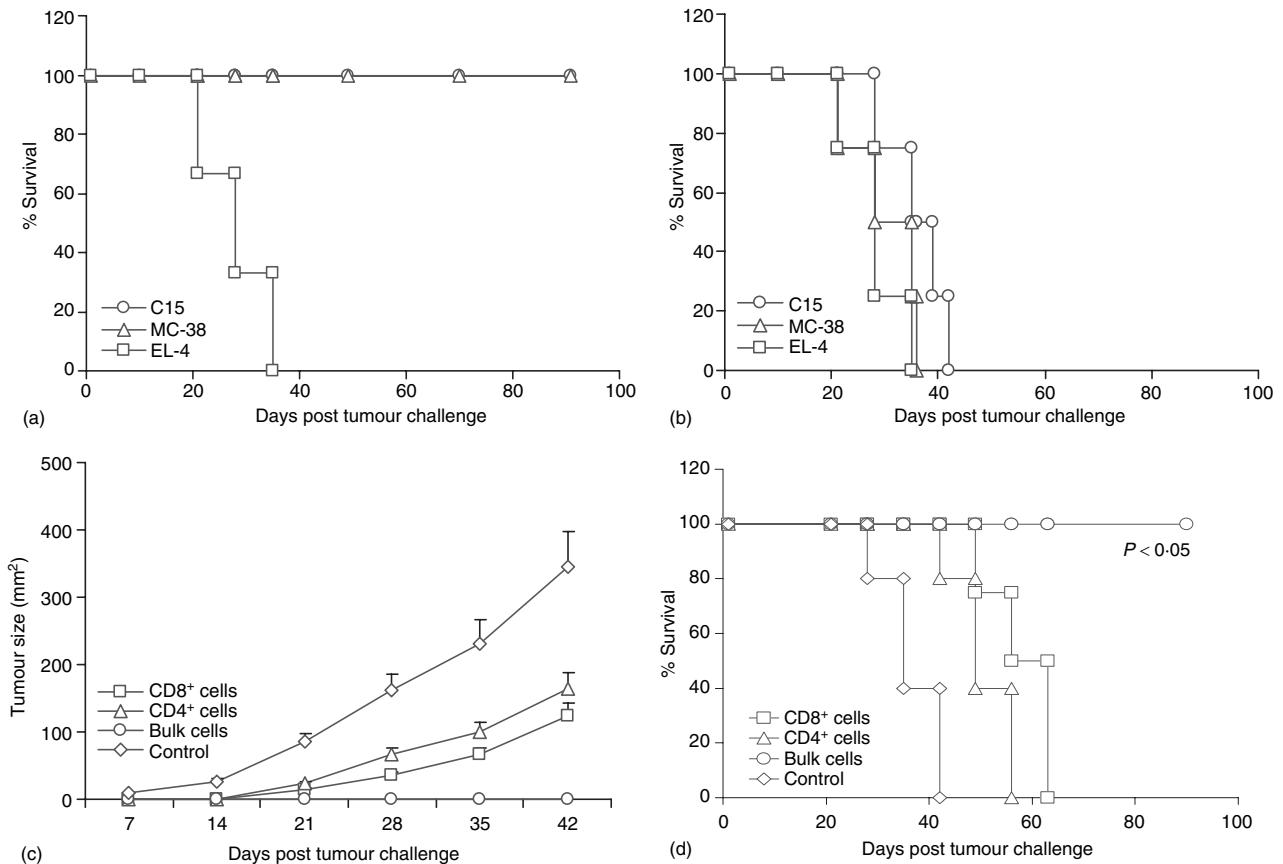 120
100
80
60
40
20
0
% Survival
C15
MC-38
EL-4
0 20 40 60 80 100
Days post tumour challenge
(a)
120
100
80
60
40
20
0
% Survival
C15
MC-38
EL-4
0 20 40 60 80 100
Days post tumour challenge
(b)
500
400
300
200
100
0
Tumour size (mm²)
CD8⁺ cells
CD4⁺ cells
Bulk cells
Control
7 14 21 28 35 42
Days post tumour challenge
(c)
120
100
80
60
40
20
0
% Survival
P < 0·05
CD8⁺ cells
CD4⁺ cells
Bulk cells
Control
0 20 40 60 80 100
Days post tumour challenge
(d)